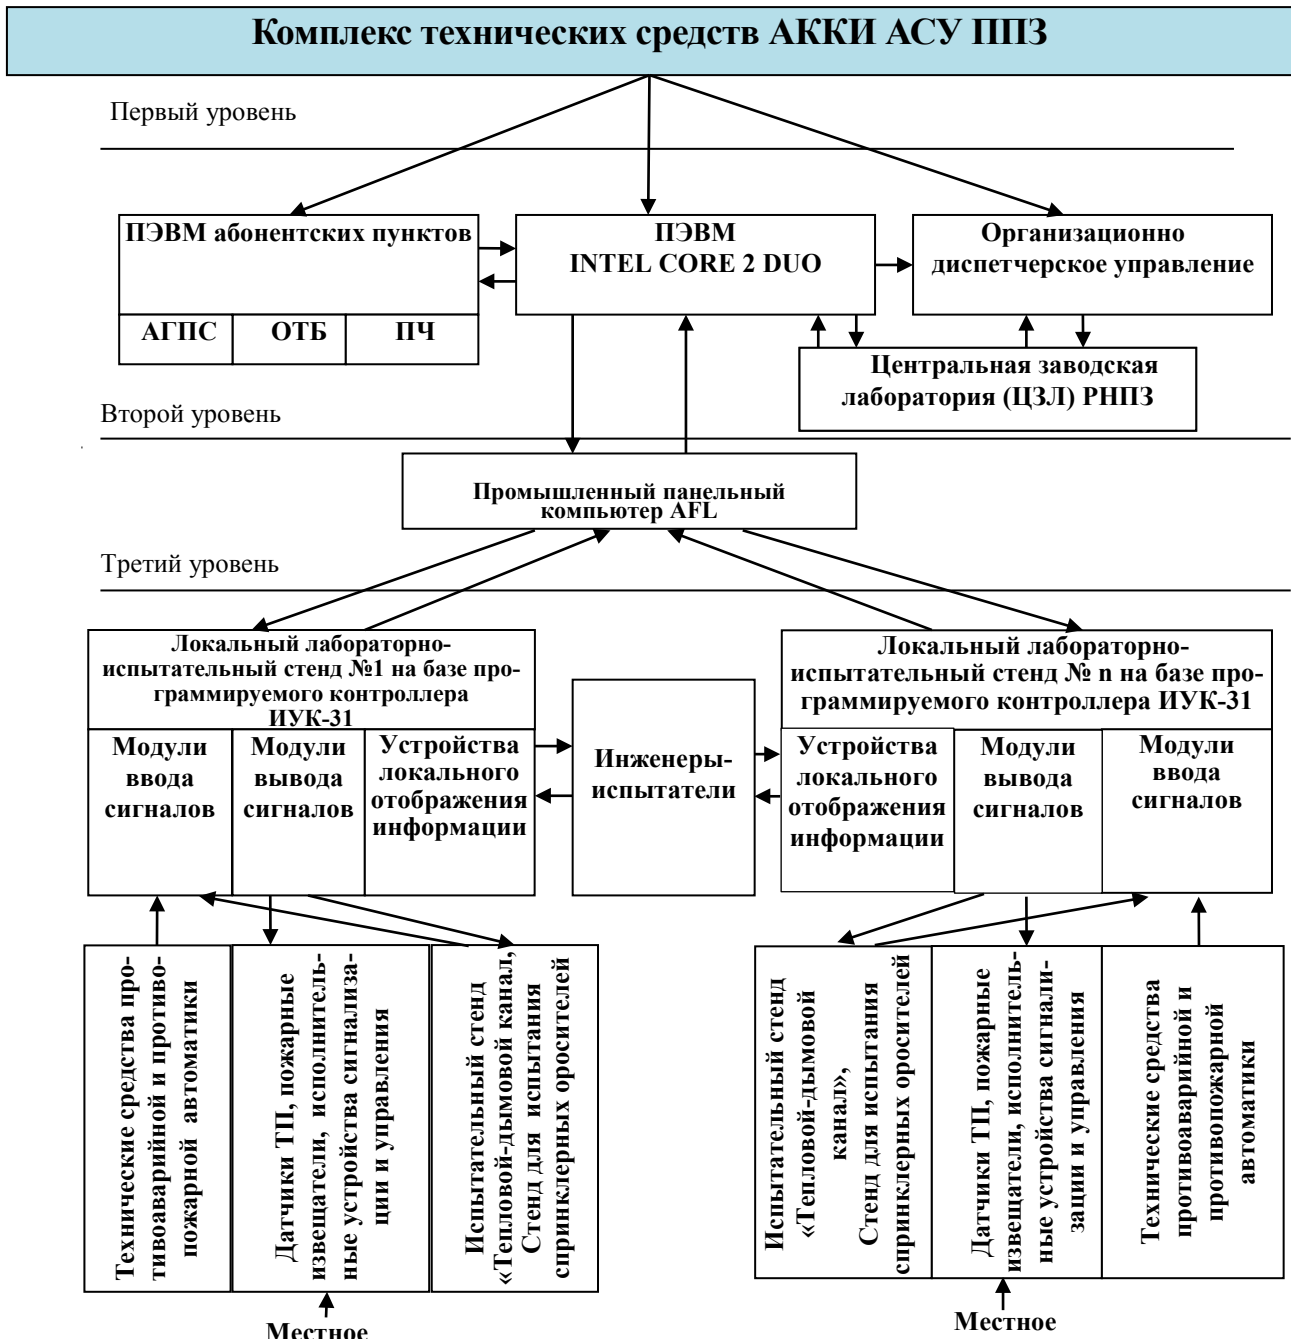 Комплекс технических средств АККИ АСУ ППЗ
Первый уровень
ПЭВМ абонентских пунктов
АГПС
ОТБ
ПЧ
ПЭВМ
INTEL CORE 2 DUO
Организационно
диспетчерское управление
Центральная заводская
лаборатория (ЦЗЛ) РНПЗ
Второй уровень
Промышленный панельный
компьютер AFL
Третий уровень
Локальный лабораторно-
испытательный стенд №1 на базе про-
граммируемого контроллера
ИУК-31
Модули
ввода
сигналов
Модули
вывода
сигналов
Устройства
локального
отображения
информации
Инженеры-
испытатели
Локальный лабораторно-
испытательный стенд № n на базе про-
граммируемого контроллера ИУК-31
Устройства
локального
отображения
информации
Модули
вывода
сигналов
Модули
ввода
сигналов
Технические средства про-
тивоаварийной и противо-
пожарной автоматики
Датчики ТП, пожарные
извещатели, исполнитель-
ные устройства сигнализа-
ции и управления
Испытательный стенд
«Тепловой-дымовой канал,
Стенд для испытания
спринклерных оросителей
Испытательный стенд
«Тепловой-дымовой
канал»,
Стенд для испытания
спринклерных оросителей
Датчики ТП, пожарные
извещатели, исполнитель-
ные устройства сигнали-
зации и управления
Технические средства
противоаварийной и
противопожарной
автоматики
Местное
Местное